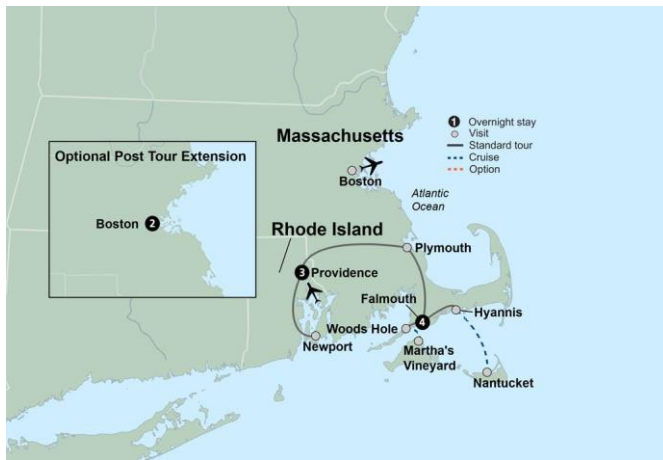 Massachusetts
1 Overnight stay
Visit
Standard tour
Cruise
Option
Optional Post Tour Extension
Boston
Atlantic
Ocean
Boston 2
Rhode Island
Plymouth
3 Providence
Falmouth
Hyannis
4
Woods Hole
Newport
Martha's
Vineyard
Nantucket